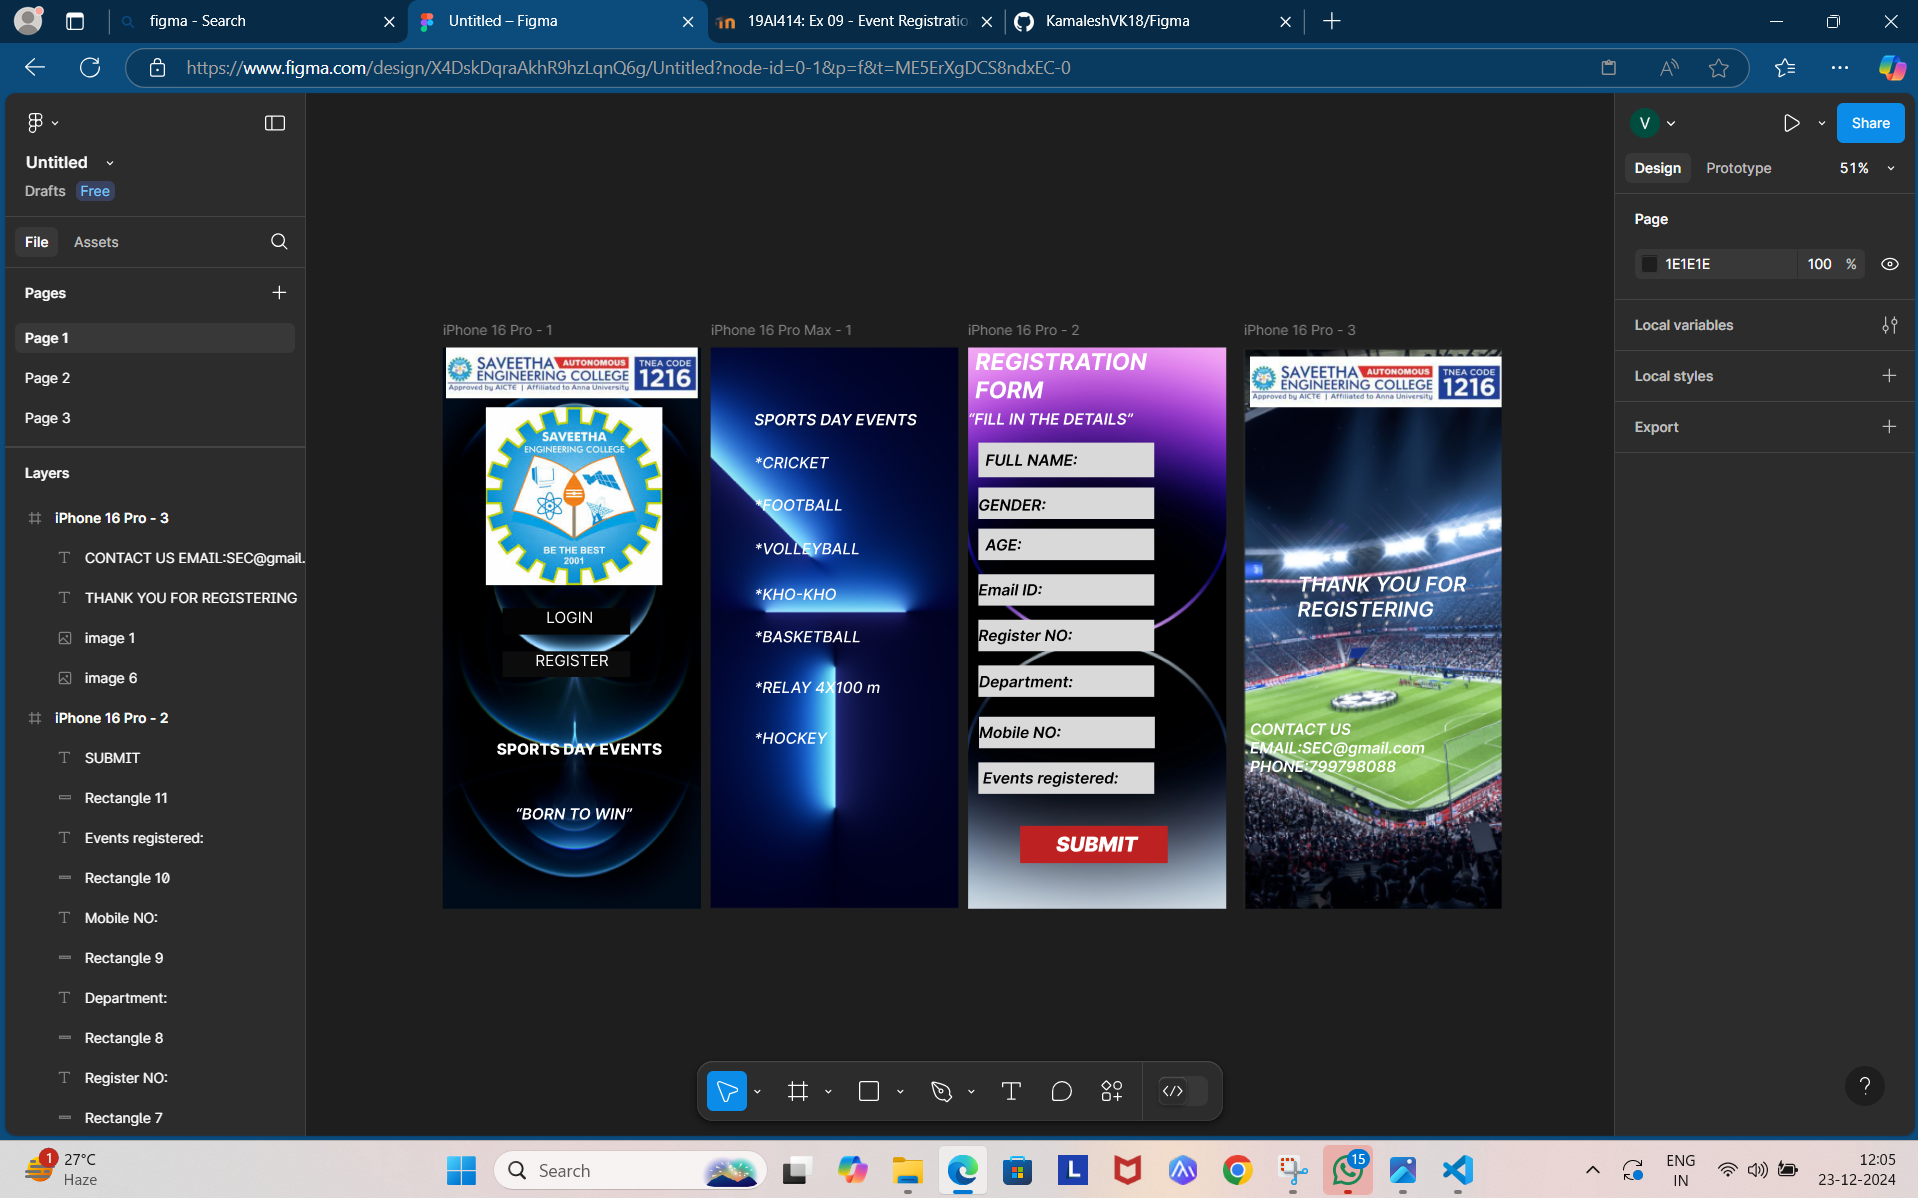 figma - Search
Untitled – Figma
19AI414: Ex 09 - Event Registratio
KamaleshVK18/Figma
https://www.figma.com/design/X4DskDqraAkhR9hzLqnQ6g/Untitled?node-id=0-1&p=f&t=ME5ErXgDCS8ndxEC-0
Untitled
Drafts Free
File Assets
Pages
Page 1
Page 2
Page 3
Layers
iPhone 16 Pro - 3
CONTACT US EMAIL:SEC@gmail.
THANK YOU FOR REGISTERING
image 1
image 6
iPhone 16 Pro - 2
SUBMIT
Rectangle 11
Events registered:
Rectangle 10
Mobile NO:
Rectangle 9
Department:
Rectangle 8
Register NO:
Rectangle 7
iPhone 16 Pro - 1
SAVEETHA AUTONOMOUS
ENGINEERING COLLEGE
Approved by AICTE | Affiliated to Anna University
TNEA CODE
1216
SAVEETHA
ENGINEERING COLLEGE
BE THE BEST
2001
LOGIN
REGISTER
SPORTS DAY EVENTS
“BORN TO WIN”
iPhone 16 Pro Max - 1
SPORTS DAY EVENTS
*CRICKET
*FOOTBALL
*VOLLEYBALL
*KHO-KHO
*BASKETBALL
*RELAY 4X100 m
*HOCKEY
iPhone 16 Pro - 2
REGISTRATION
FORM
“FILL IN THE DETAILS”
FULL NAME:
GENDER:
AGE:
Email ID:
Register NO:
Department:
Mobile NO:
Events registered:
SUBMIT
iPhone 16 Pro - 3
SAVEETHA AUTONOMOUS
ENGINEERING COLLEGE
Approved by AICTE | Affiliated to Anna University
TNEA CODE
1216
THANK YOU FOR
REGISTERING
CONTACT US
EMAIL:SEC@gmail.com
PHONE:799798088
V
Share
Design Prototype 51%
Page
1E1E1E 100 %
Local variables
Local styles
Export
?
1
27°C
Haze
Search
L
15
ENG
IN
12:05
23-12-2024